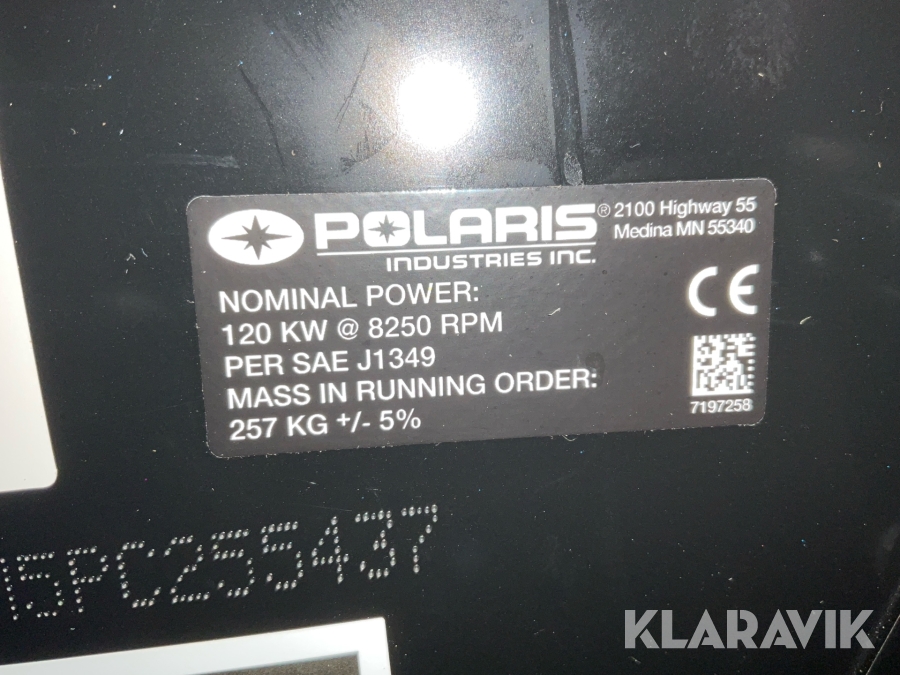 POLARIS®
INDUSTRIES INC.
2100 Highway 55
Medina MN 55340
NOMINAL POWER:
120 KW @ 8250 RPM
PER SAE J1349
MASS IN RUNNING ORDER:
257 KG +/- 5%
CE
7197258
5PC255437
KLARAVIK